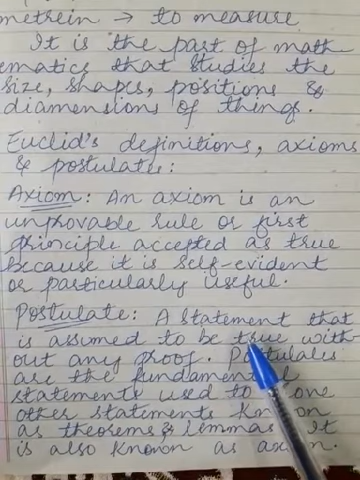 metrein → to measure
It is the part of math-
ematics that studies the
size, shapes, positions &
diamensions of things.
Euclid's definitions, axioms
& postulates:
Axiom: An axiom is an
unprovable rule or first
principle accepted as true
because it is self-evident
or particularly useful.
Postulate: A statement that
is assumed to be true with-
out any proof. Postulates
are the fundamental
statements used to
other statements known
as theorems & lemmas. It
is also known as axiom.